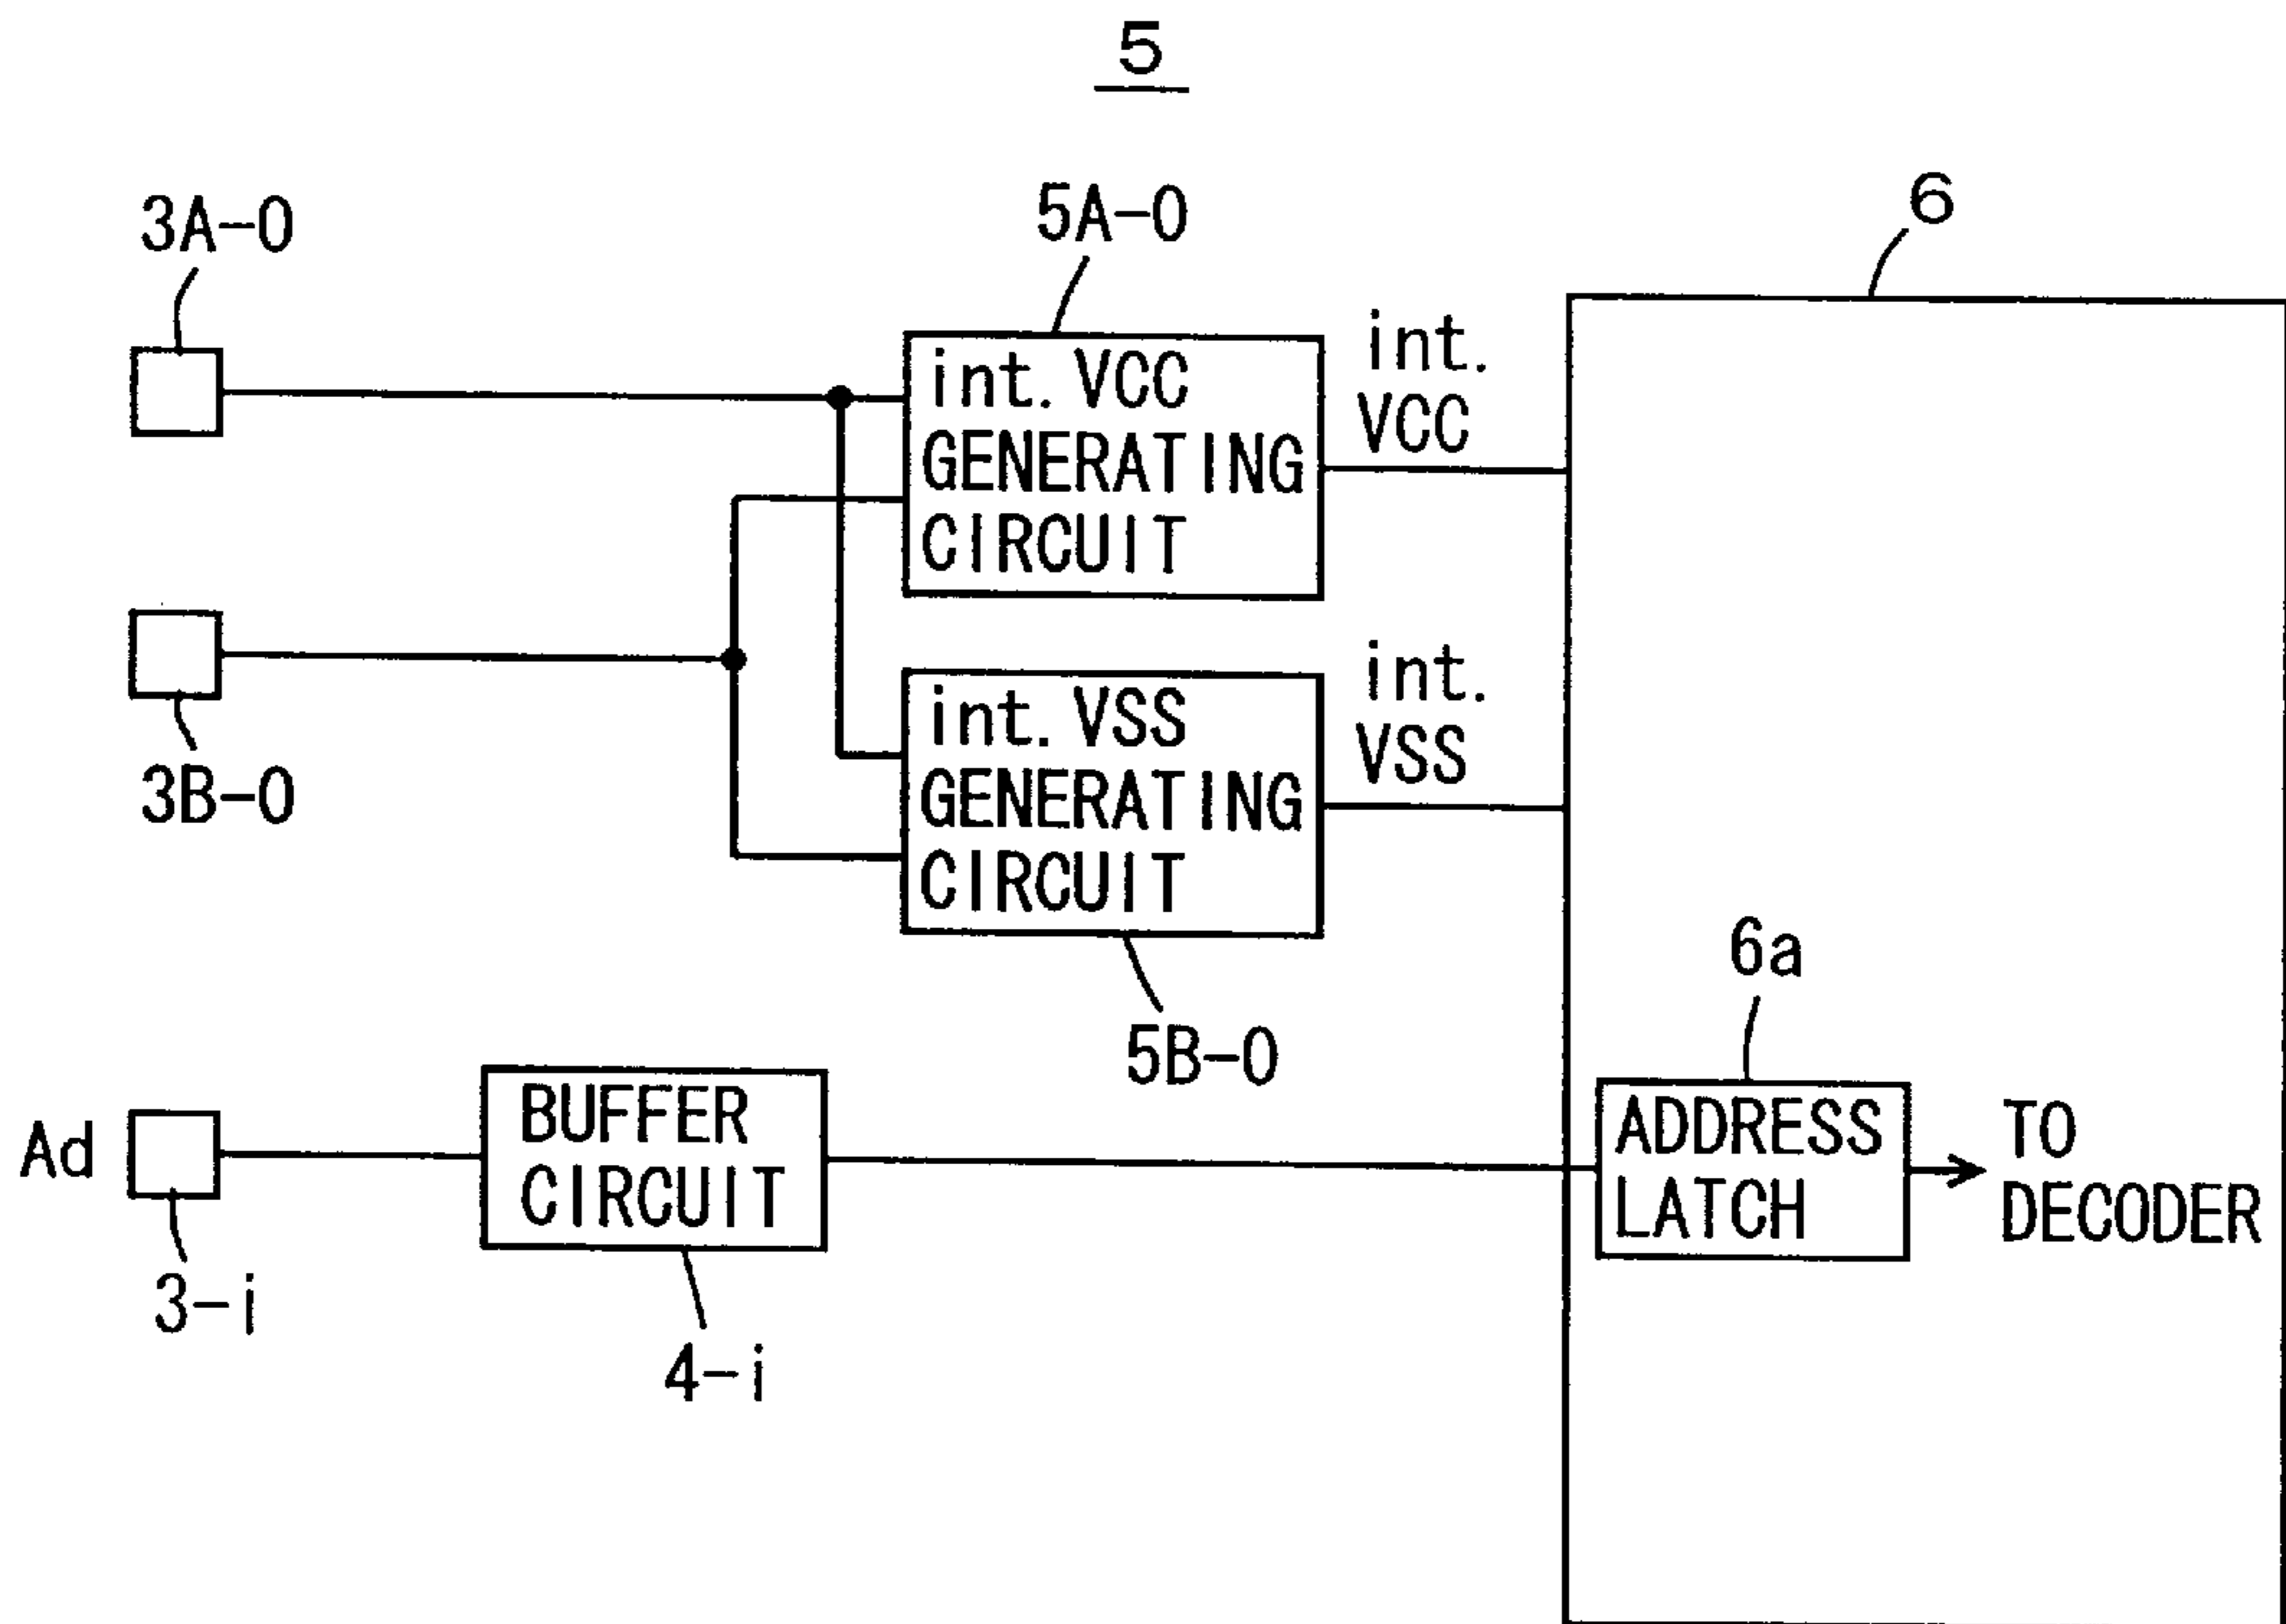 5
3A-0
5A-0
6
int. VCC
GENERATING
CIRCUIT
int.
VCC
3B-0
int. VSS
GENERATING
CIRCUIT
int.
VSS
5B-0
6a
Ad
BUFFER
CIRCUIT
ADDRESS
LATCH
TO
DECODER
3-i
4-i